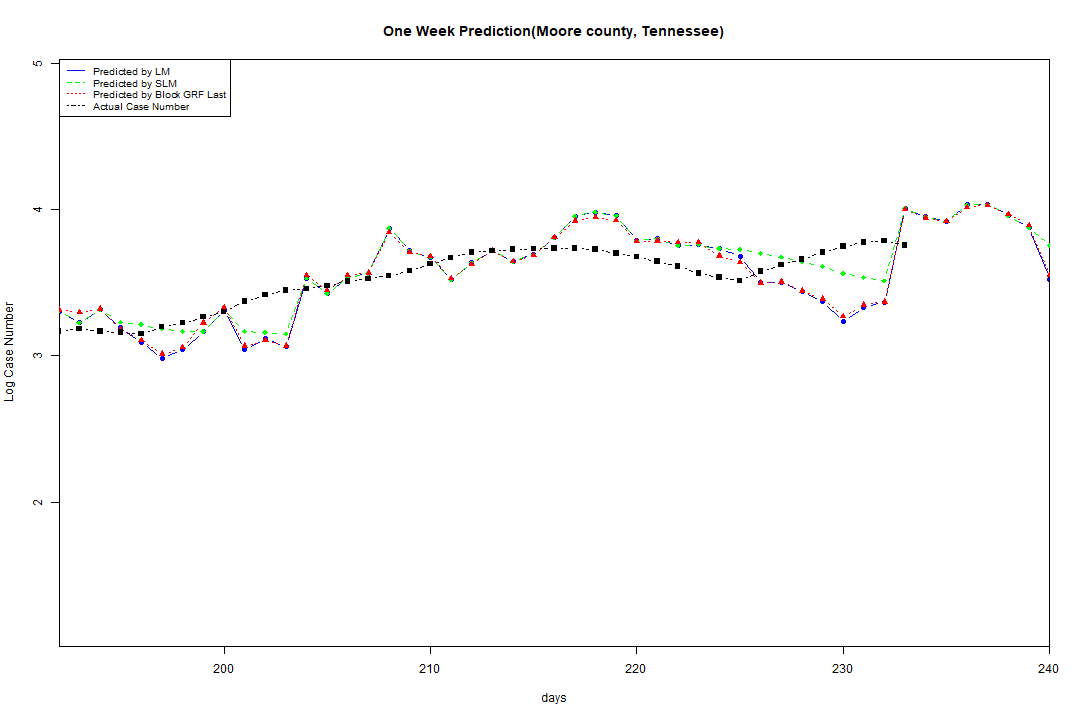 One Week Prediction(Moore county, Tennessee)
Predicted by LM
Predicted by SLM
Predicted by Block GRF Last
Actual Case Number
5
4
3
2
Log Case Number
200
210
220
230
240
days